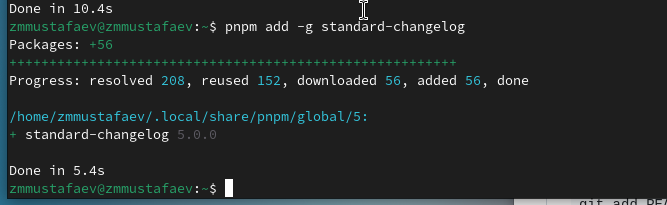 Done in 10.4s
zmmustafaev@zmmustafaev:~$ pnpm add -g standard-changelog
Packages: +56
++++++++++++++++++++++++++++++++++++++++++++++++++++++++
Progress: resolved 208, reused 152, downloaded 56, added 56, done
/home/zmmustafaev/.local/share/pnpm/global/5:
+ standard-changelog 5.0.0
Done in 5.4s
zmmustafaev@zmmustafaev:~$
git add